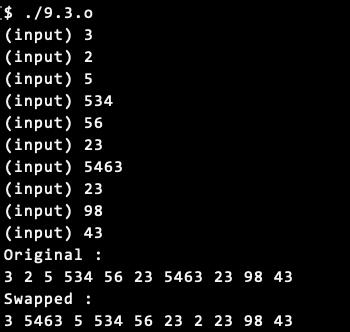 $ ./9.3.o
(input) 3
(input) 2
(input) 5
(input) 534
(input) 56
(input) 23
(input) 5463
(input) 23
(input) 98
(input) 43
Original :
3 2 5 534 56 23 5463 23 98 43
Swapped :
3 5463 5 534 56 23 2 23 98 43